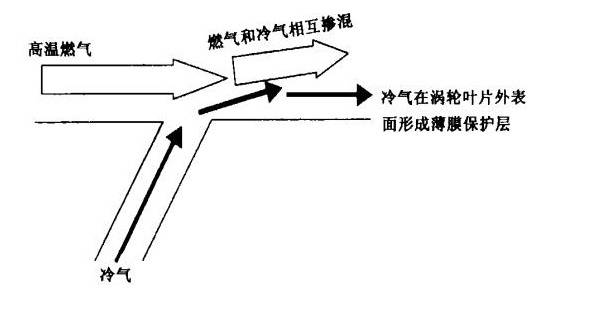 燃气和冷气相互掺混
高温燃气
冷气在涡轮叶片外表
面形成薄膜保护层
冷气